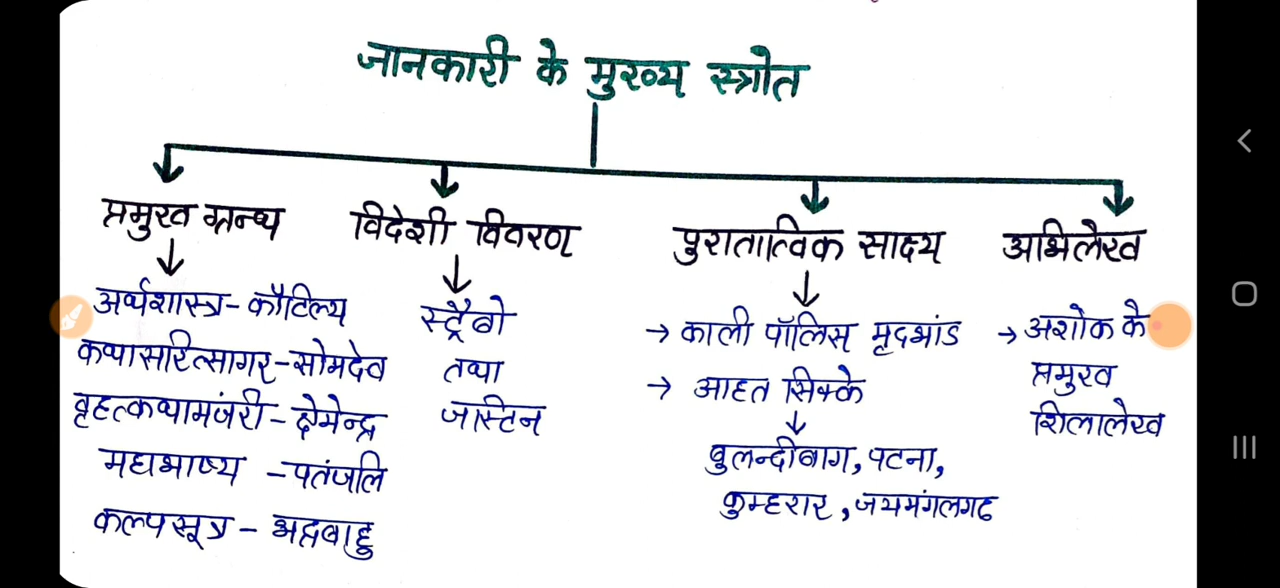 जानकारी के मुख्य स्त्रोत
प्रमुख ग्रन्थ
अर्थशास्त्र - कौटिल्य
कथासरित्सागर - सोमदेव
वृहत्कथामंजरी - क्षेमेन्द्र
महाभाष्य - पतंजलि
कल्पसूत्र - भद्रबाहु
विदेशी विवरण
स्ट्रैबो
तथा
जास्टिन
पुरातात्विक साक्ष्य
→ काली पॉलिस मृदभांड
→ आहत सिक्के
बुलन्दीबाग, पटना,
कुम्हरार, जयमंगलगढ
अभिलेख
→ अशोक के
प्रमुख
शिलालेख